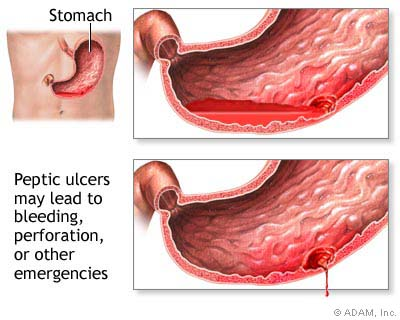 Stomach
Peptic ulcers
may lead to
bleeding,
perforation,
or other
emergencies
© ADAM, Inc.